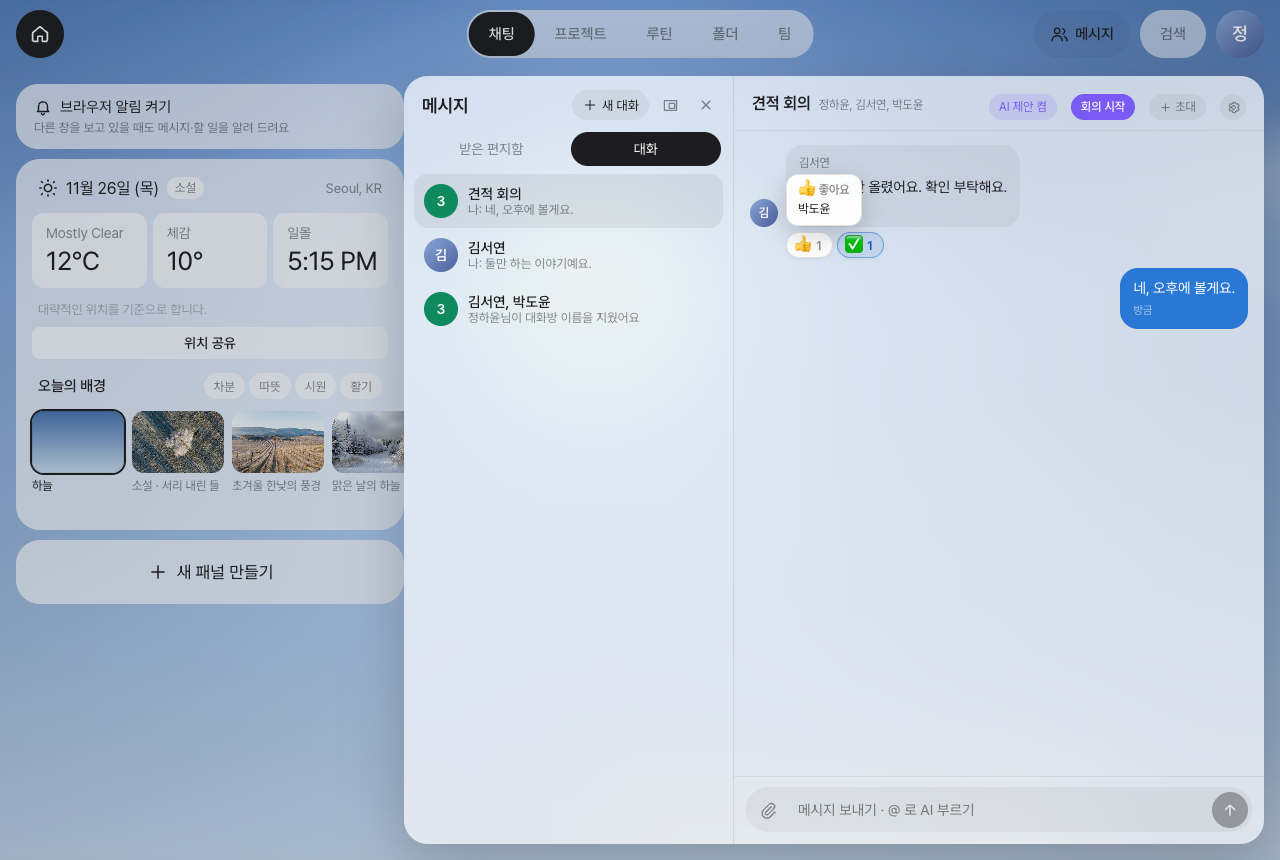 채팅
프로젝트
루틴
폴더
팀
메시지
검색
정
브라우저 알림 켜기
다른 창을 보고 있을 때도 메시지·할 일을 알려 드려요
11월 26일 (목)
소설
Seoul, KR
Mostly Clear
12°C
체감
10°
일몰
5:15 PM
대략적인 위치를 기준으로 합니다.
위치 공유
오늘의 배경
차분
따뜻
시원
활기
하늘
소설 · 서리 내린 들
초겨울 한낮의 풍경
맑은 날의 하늘
새 패널 만들기
메시지
새 대화
받은 편지함
대화
3
견적 회의
나: 네, 오후에 볼게요.
김
김서연
나: 둘만 하는 이야기예요.
3
김서연, 박도윤
정하윤님이 대화방 이름을 지웠어요
견적 회의
정하윤, 김서연, 박도윤
AI 제안 켬
회의 시작
초대
김서연
올렸어요. 확인 부탁해요.
👍 좋아요
박도윤
김
👍 1
✅ 1
네, 오후에 볼게요.
방금
메시지 보내기 · @ 로 AI 부르기